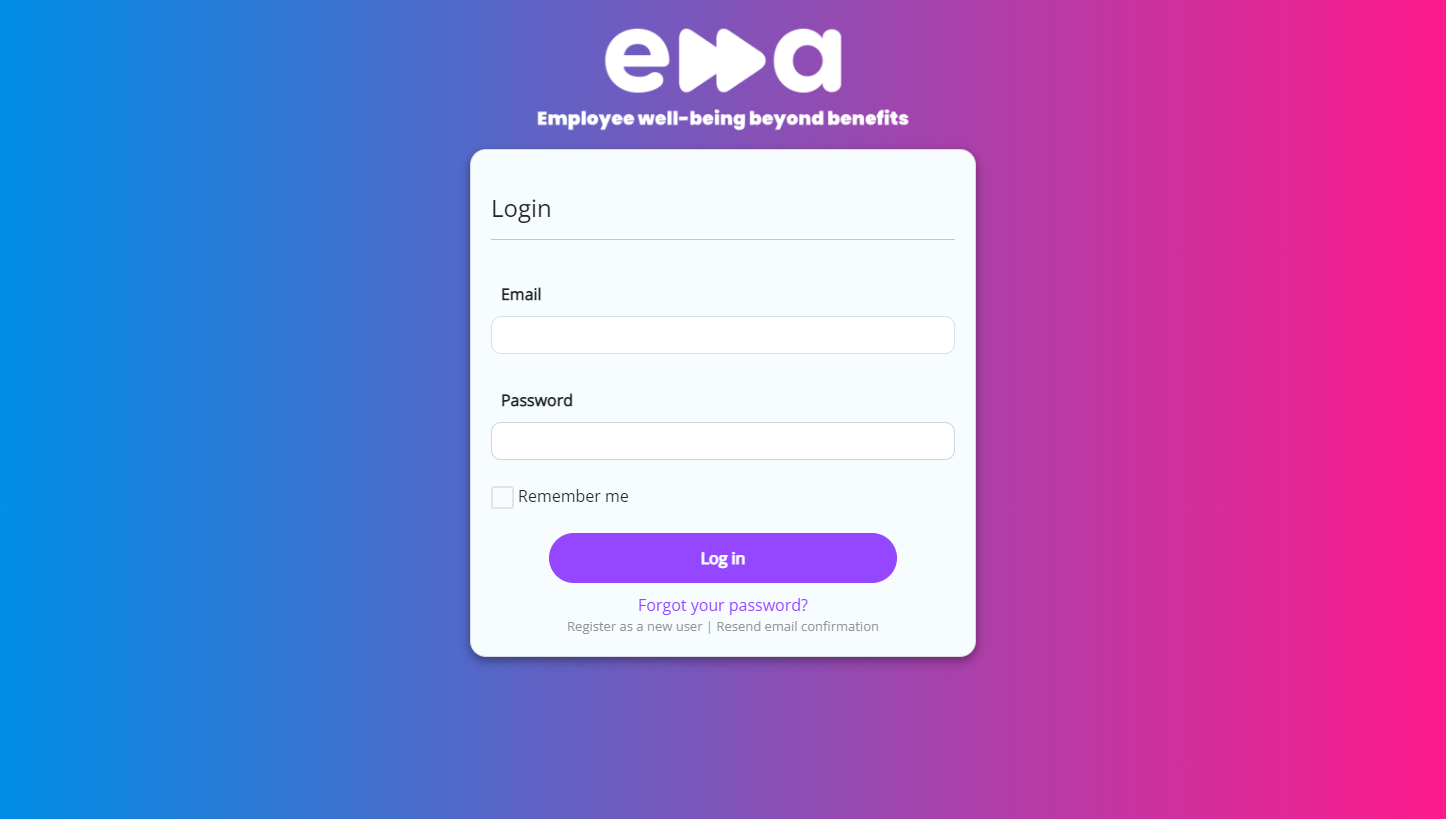 e a
Employee well-being beyond benefits
Login
Email
Password
Remember me
Log in
Forgot your password?
Register as a new user | Resend email confirmation